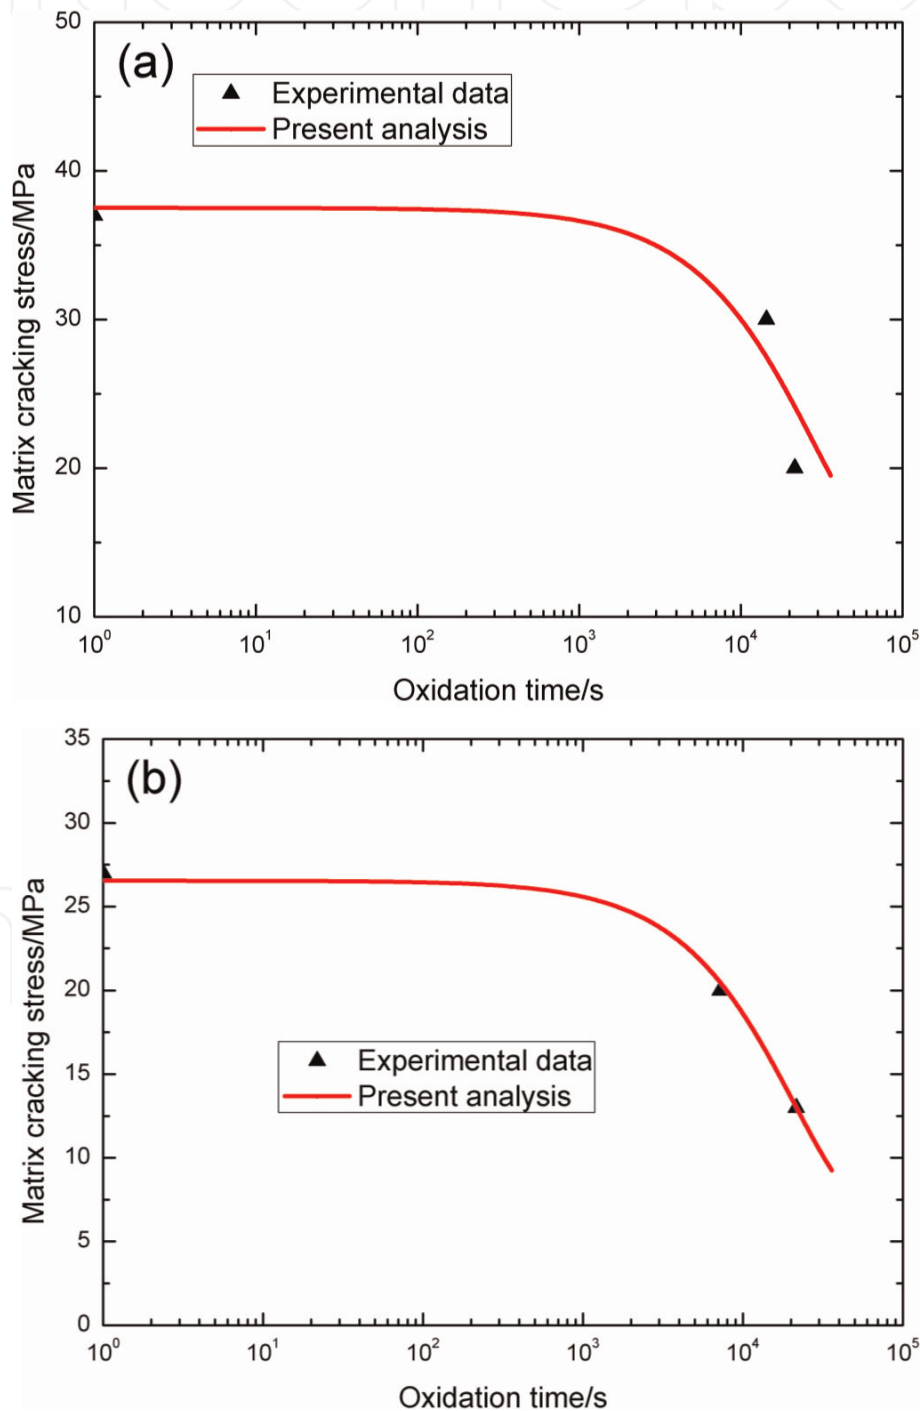 (a)
Experimental data
Present analysis
Matrix cracking stress/MPa
50
40
30
20
10
10⁰ 10¹ 10² 10³ 10⁴ 10⁵
Oxidation time/s
(b)
Experimental data
Present analysis
Matrix cracking stress/MPa
35
30
25
20
15
10
5
0
10⁰ 10¹ 10² 10³ 10⁴ 10⁵
Oxidation time/s